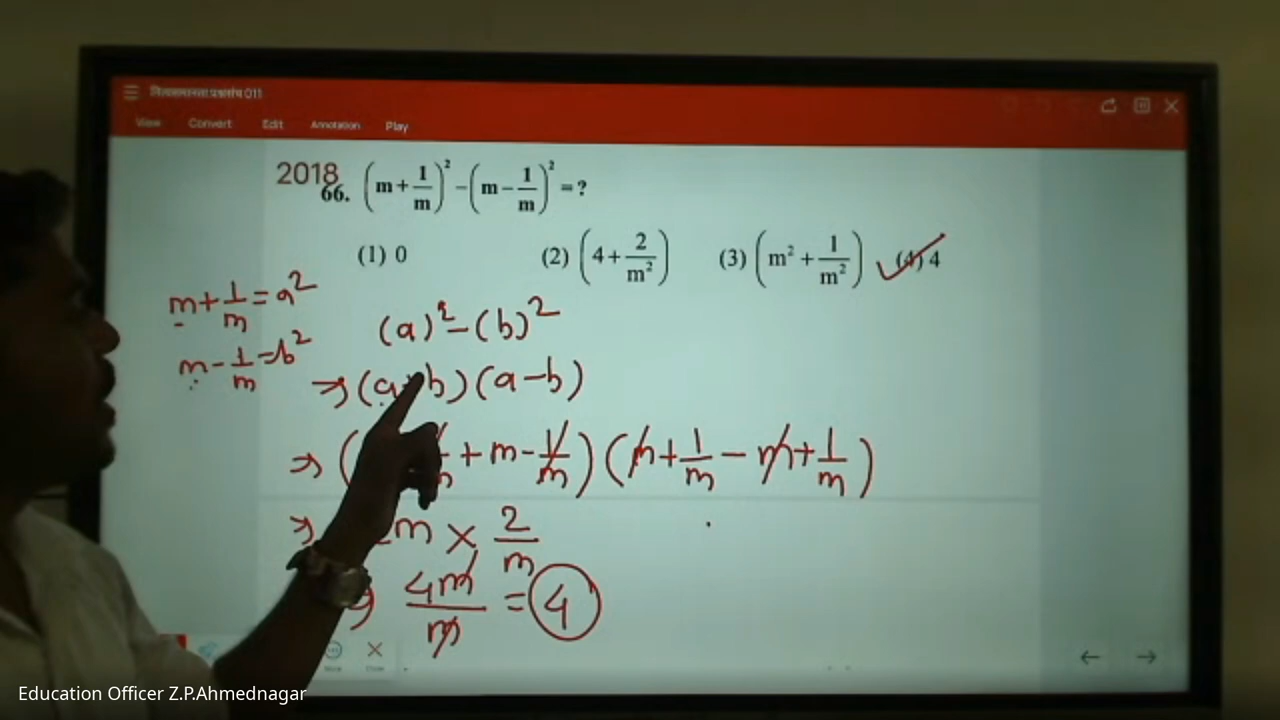 View Convert Edit Annotation Play
2018
66. (m + 1/m)² − (m − 1/m)² = ?
(1) 0 (2) (4 + 2/m²) (3) (m² + 1/m²) (4) 4
m + 1/m = a²
m − 1/m = b²
(a)² − (b)²
⇒ (a+b) (a−b)
+ m − 1/m) (m + 1/m − m + 1/m)
m × 2/m
4m/m = 4
Education Officer Z.P.Ahmednagar